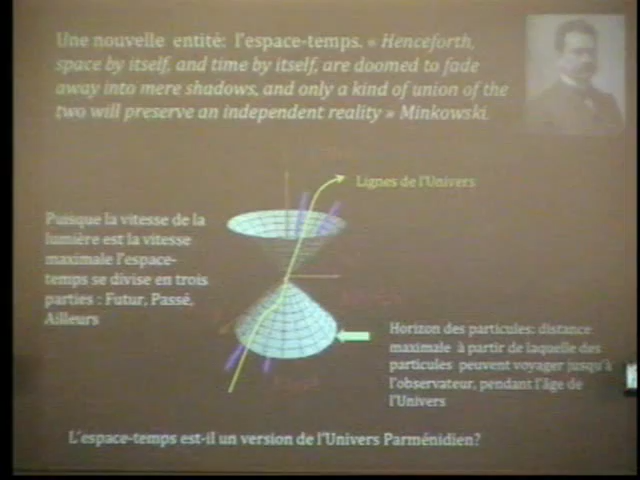 Une nouvelle entité: l'espace-temps. « Henceforth,
space by itself, and time by itself, are doomed to fade
away into mere shadows, and only a kind of union of the
two will preserve an independent reality » Minkowski.
Lignes de l'Univers
Puisque la vitesse de la
lumière est la vitesse
maximale l'espace-
temps se divise en trois
parties : Futur, Passé,
Ailleurs
Horizon des particules: distance
maximale à partir de laquelle des
particules peuvent voyager jusqu'à
l'observateur, pendant l'âge de
l'Univers
L'espace-temps est-il un version de l'Univers Parménidien?